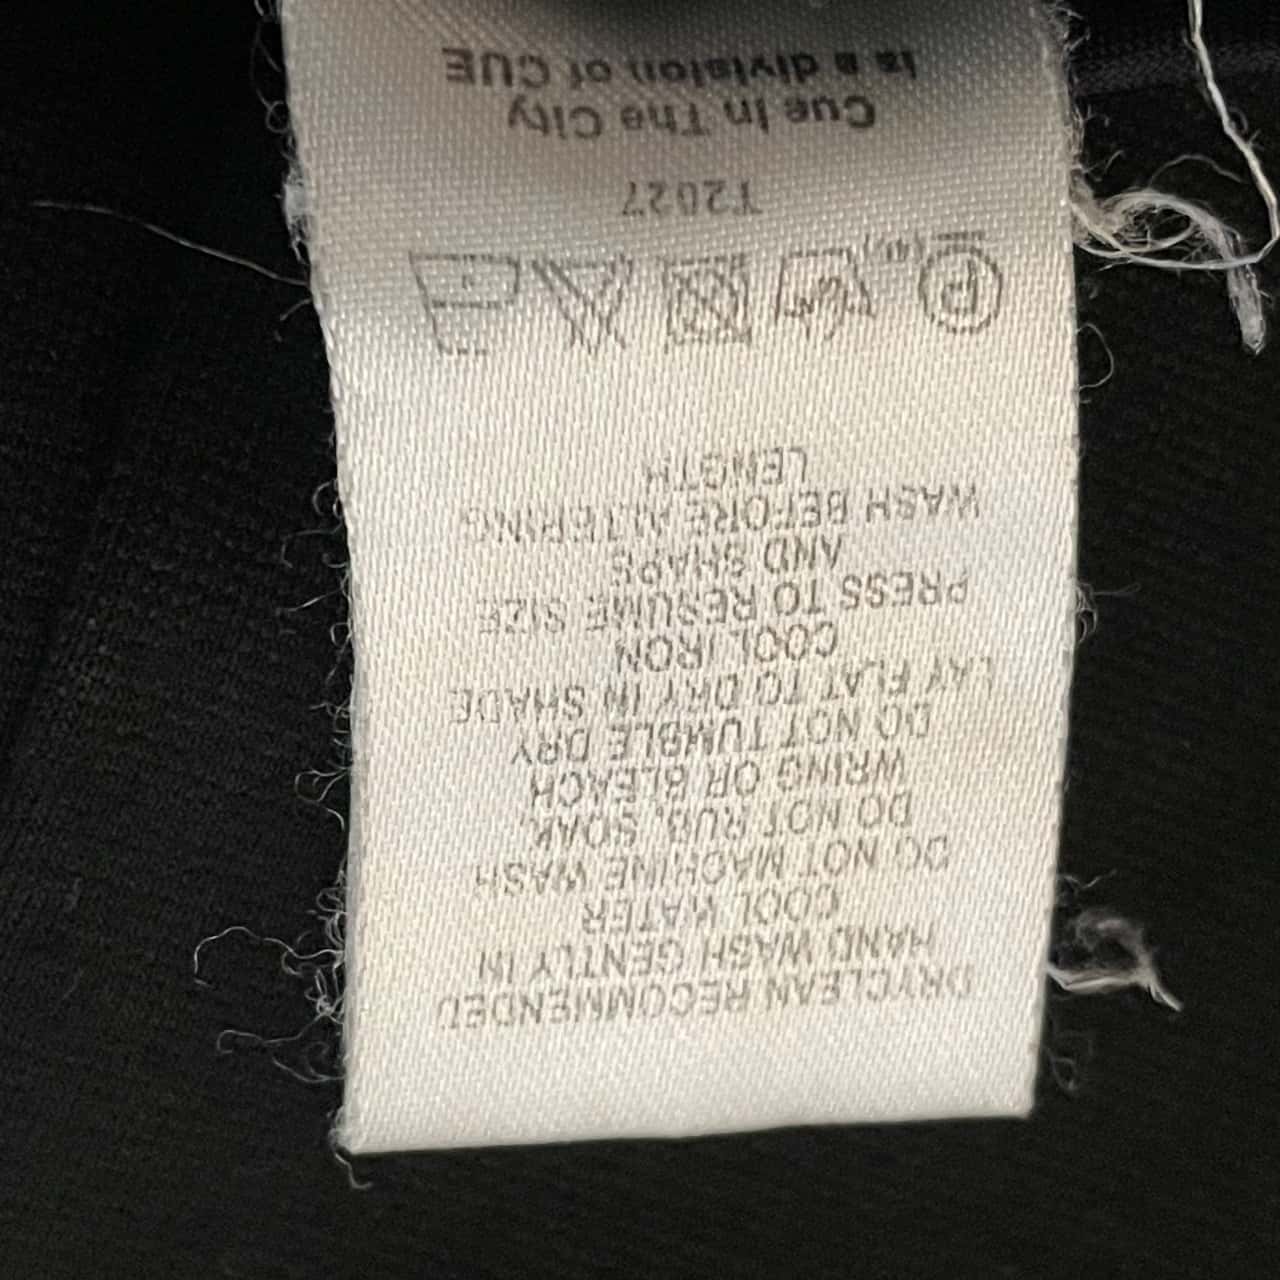 DRYCLEAN RECOMMENDED
HAND WASH GENTLY IN
COOL WATER
DO NOT MACHINE WASH
DO NOT RUB, SOAK,
WRING OR BLEACH
DO NOT TUMBLE DRY
LAY FLAT TO DRY IN SHADE
COOL IRON
PRESS TO RESUME SIZE
AND SHAPE
WASH BEFORE ALTERING
LENGTH
P
T2027
Cue In The City
is a division of CUE